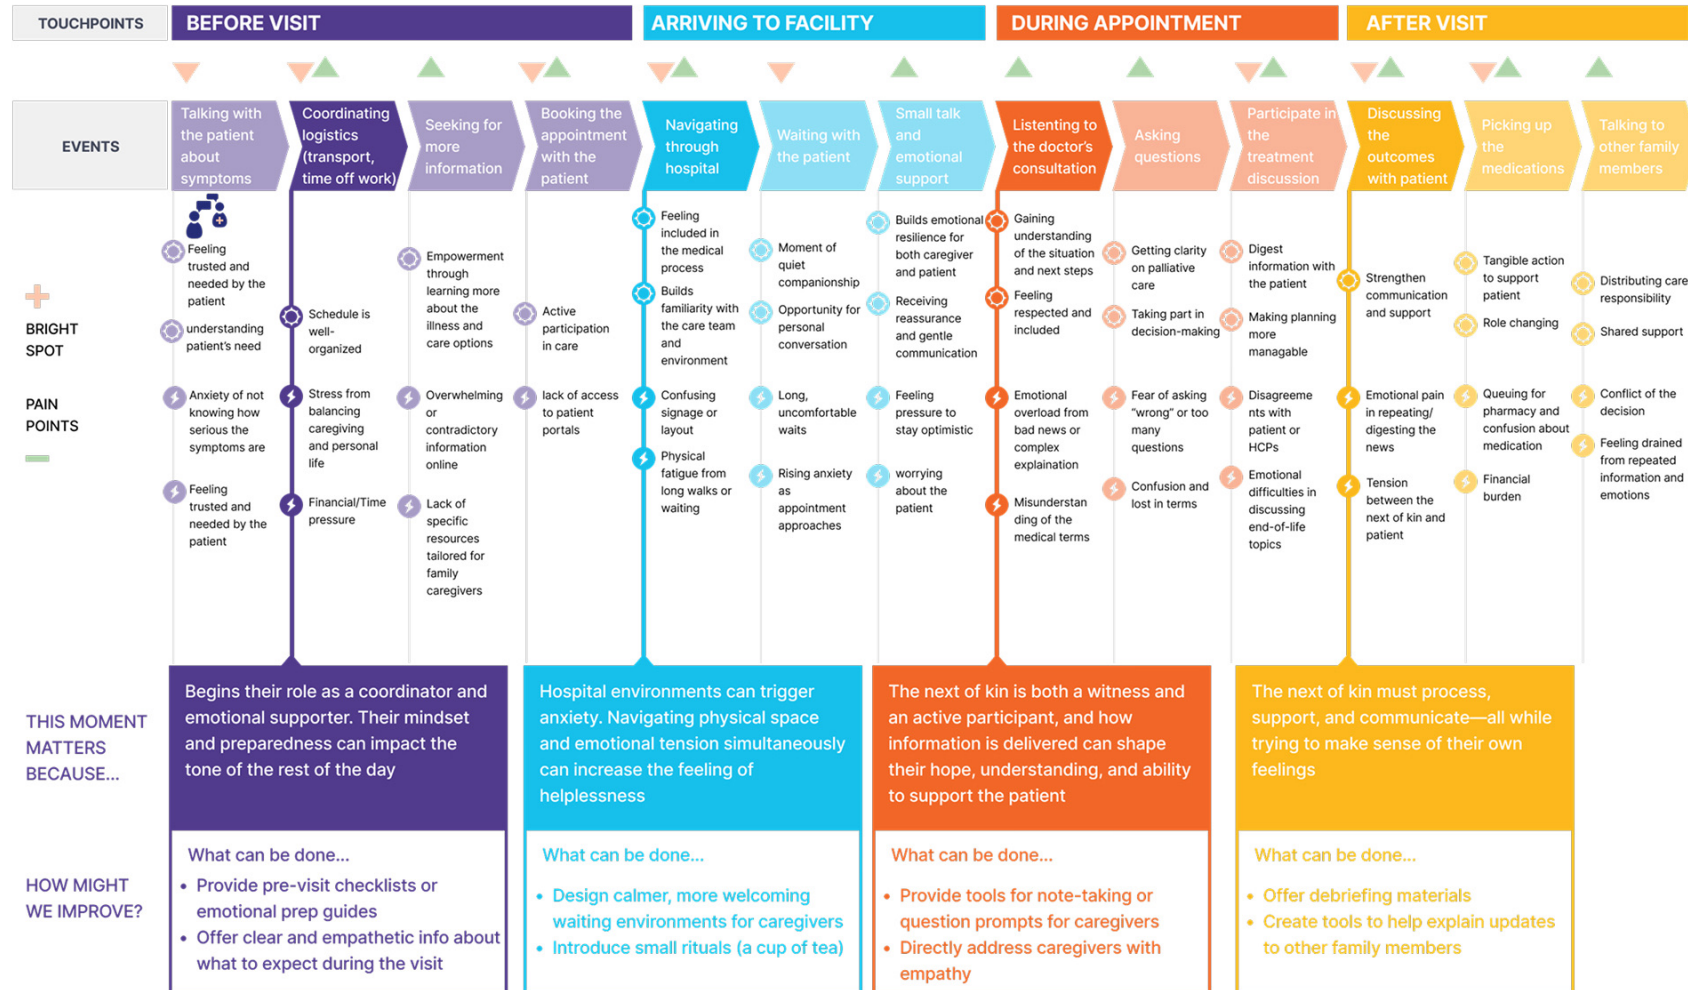 TOUCHPOINTS
BEFORE VISIT
ARRIVING TO FACILITY
DURING APPOINTMENT
AFTER VISIT
EVENTS
Talking with
the patient
about
symptoms
Coordinating
logistics
(transport,
time off work)
Seeking for
more
information
Booking the
appointment
with the
patient
Navigating
through
hospital
Waiting with
the patient
Small talk
and
emotional
support
Listenting to
the doctor's
consultation
Asking
questions
Participate in
the
treatment
discussion
Discussing
the
outcomes
with patient
Picking up
the
medications
Talking to
other family
members
BRIGHT
SPOT
Feeling
trusted and
needed by the
patient
understanding
patient's need
Schedule is
well-
organized
Empowerment
through
learning more
about the
illness and
care options
Active
participation
in care
Feeling
included in
the medical
process
Builds
familiarity with
the care team
and
environment
Moment of
quiet
companionship
Opportunity for
personal
conversation
Builds emotional
resilience for
both caregiver
and patient
Receiving
reassurance
and gentle
communication
Gaining
understanding
of the situation
and next steps
Feeling
respected and
included
Getting clarity
on palliative
care
Taking part in
decision-making
Digest
information with
the patient
Making planning
more
managable
Strengthen
communication
and support
Tangible action
to support
patient
Role changing
Distributing care
responsibility
Shared support
PAIN
POINTS
Anxiety of not
knowing how
serious the
symptoms are
Feeling
trusted and
needed by the
patient
Stress from
balancing
caregiving
and personal
life
Financial/Time
pressure
Overwhelming
or
contradictory
information
online
Lack of
specific
resources
tailored for
family
caregivers
lack of access
to patient
portals
Confusing
signage or
layout
Physical
fatigue from
long walks or
waiting
Long,
uncomfortable
waits
Rising anxiety
as
appointment
approaches
Feeling
pressure to
stay optimistic
worrying
about the
patient
Emotional
overload from
bad news or
complex
explaination
Misunderstan
ding of the
medical terms
Fear of asking
"wrong" or too
many
questions
Confusion and
lost in terms
Disagreeme
nts with
patient or
HCPs
Emotional
difficulties in
discussing
end-of-life
topics
Emotional pain
in repeating/
digesting the
news
Tension
between the
next of kin and
patient
Queuing for
pharmacy and
confusion about
medication
Financial
burden
Conflict of the
decision
Feeling drained
from repeated
information and
emotions
THIS MOMENT
MATTERS
BECAUSE...
Begins their role as a coordinator and
emotional supporter. Their mindset
and preparedness can impact the
tone of the rest of the day
Hospital environments can trigger
anxiety. Navigating physical space
and emotional tension simultaneously
can increase the feeling of
helplessness
The next of kin is both a witness and
an active participant, and how
information is delivered can shape
their hope, understanding, and ability
to support the patient
The next of kin must process,
support, and communicate—all while
trying to make sense of their own
feelings
HOW MIGHT
WE IMPROVE?
What can be done...
• Provide pre-visit checklists or
emotional prep guides
• Offer clear and empathetic info about
what to expect during the visit
What can be done...
• Design calmer, more welcoming
waiting environments for caregivers
• Introduce small rituals (a cup of tea)
What can be done...
• Provide tools for note-taking or
question prompts for caregivers
• Directly address caregivers with
empathy
What can be done...
• Offer debriefing materials
• Create tools to help explain updates
to other family members